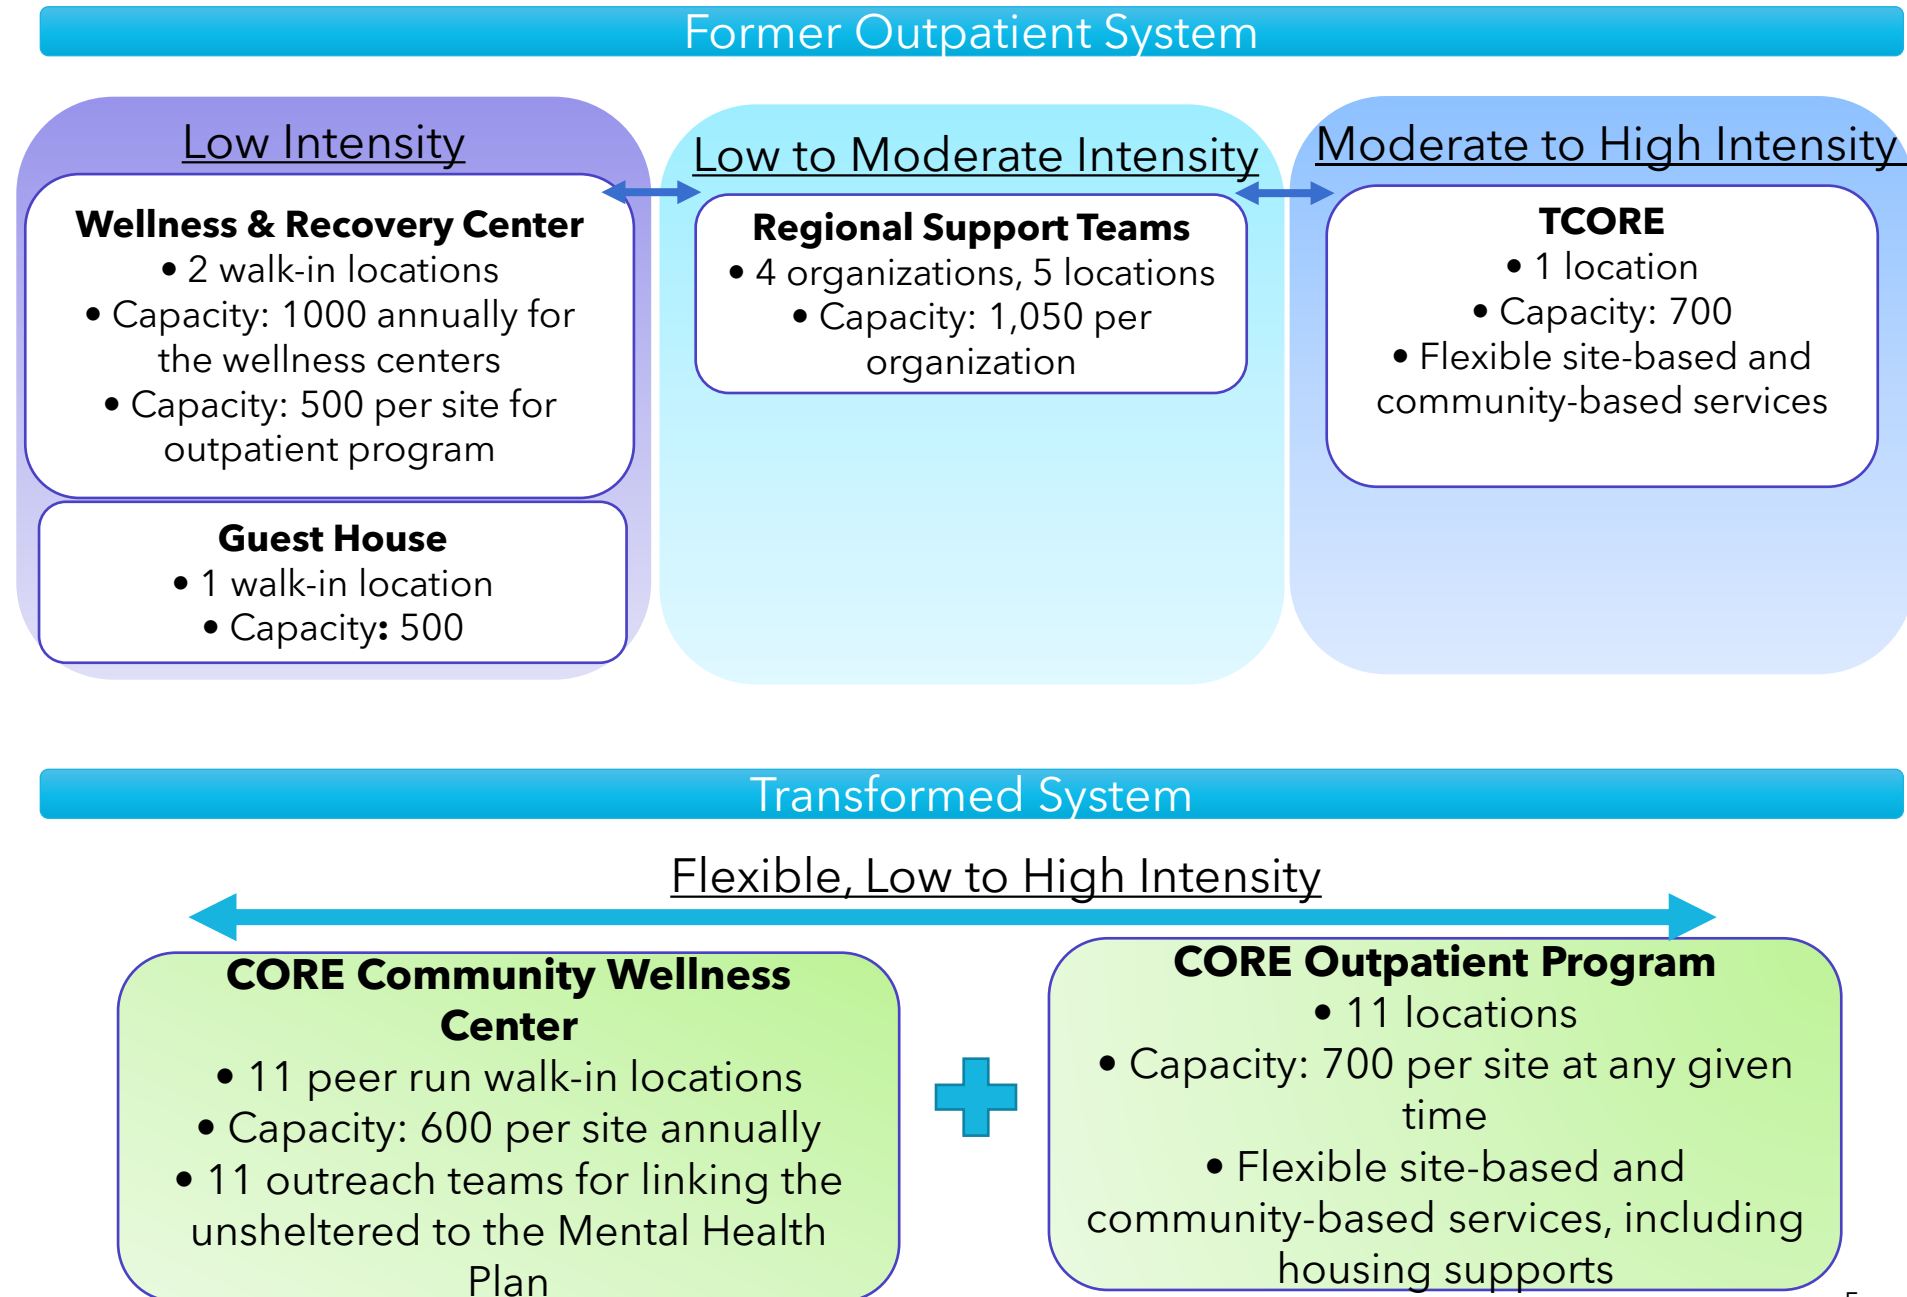 Former Outpatient System
Low Intensity
Wellness & Recovery Center
• 2 walk-in locations
• Capacity: 1000 annually for
the wellness centers
• Capacity: 500 per site for
outpatient program
Guest House
• 1 walk-in location
• Capacity: 500
Low to Moderate Intensity
Regional Support Teams
• 4 organizations, 5 locations
• Capacity: 1,050 per
organization
Moderate to High Intensity
TCORE
• 1 location
• Capacity: 700
• Flexible site-based and
community-based services
Transformed System
Flexible, Low to High Intensity
CORE Community Wellness
Center
• 11 peer run walk-in locations
• Capacity: 600 per site annually
• 11 outreach teams for linking the
unsheltered to the Mental Health
Plan
CORE Outpatient Program
• 11 locations
• Capacity: 700 per site at any given
time
• Flexible site-based and
community-based services, including
housing supports